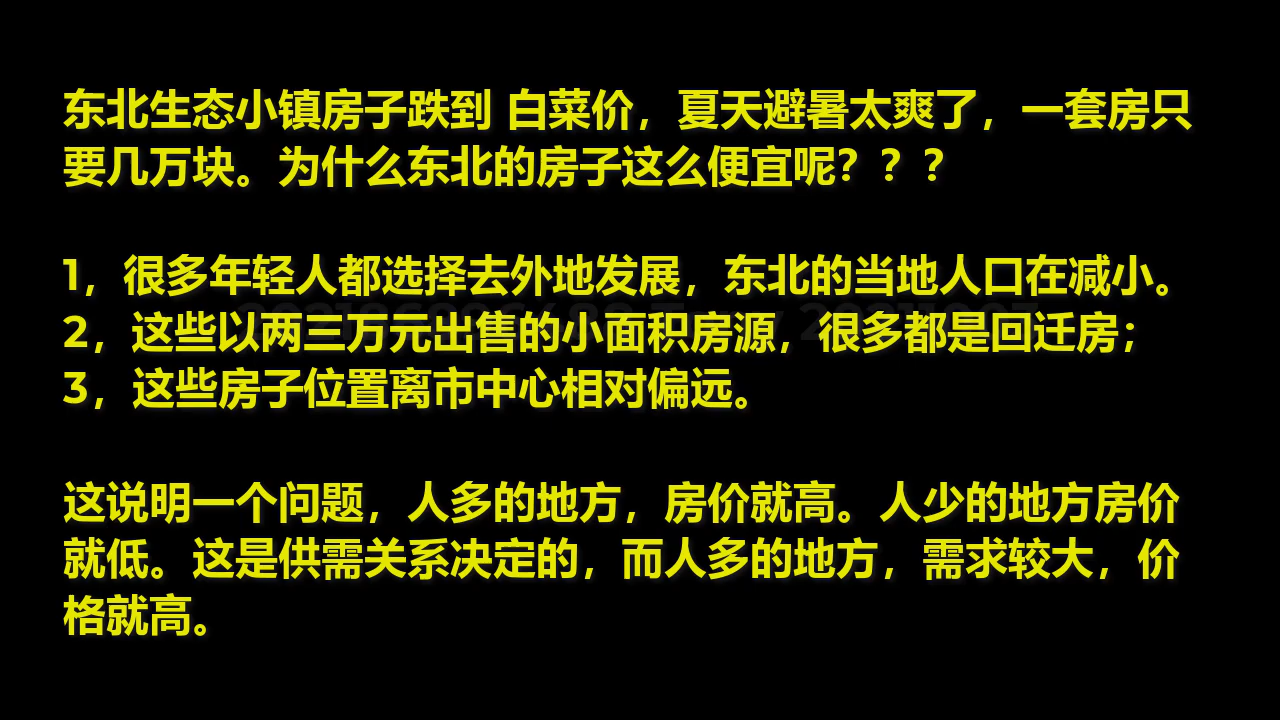 东北生态小镇房子跌到 白菜价，夏天避暑太爽了，一套房只
要几万块。为什么东北的房子这么便宜呢？？？
1，很多年轻人都选择去外地发展，东北的当地人口在减小。
2，这些以两三万元出售的小面积房源，很多都是回迁房；
3，这些房子位置离市中心相对偏远。
这说明一个问题，人多的地方，房价就高。人少的地方房价
就低。这是供需关系决定的，而人多的地方，需求较大，价
格就高。